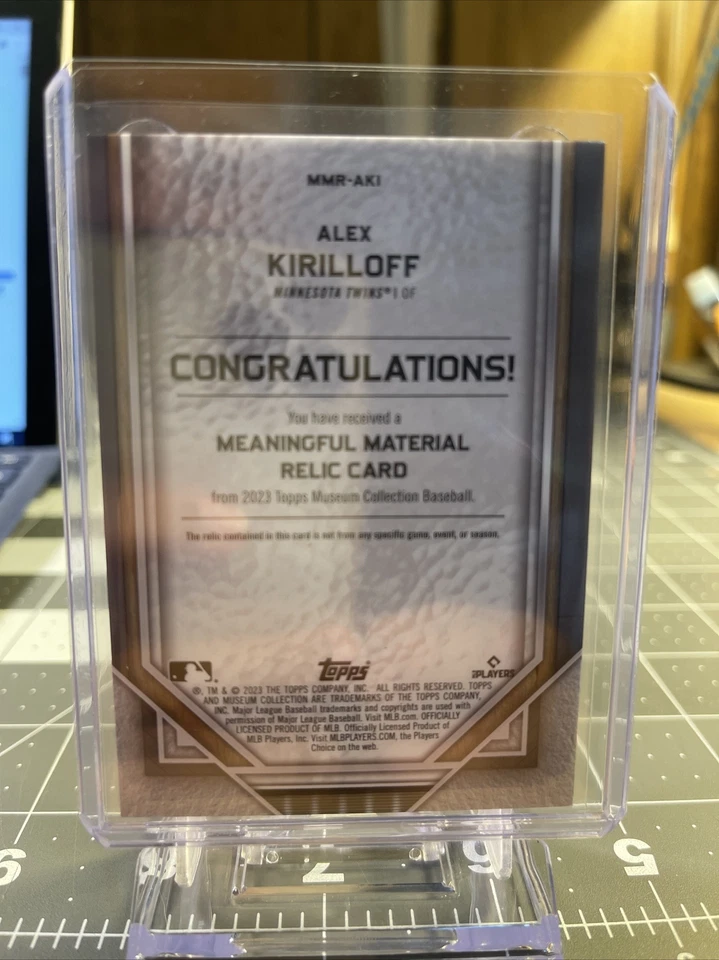 MMR-AKI
ALEX
KIRILLOFF
MINNESOTA TWINS® | OF
CONGRATULATIONS!
You have received a
MEANINGFUL MATERIAL
RELIC CARD
from 2023 Topps Museum Collection Baseball.
The relic contained in this card is not from any specific game, event, or season.
topps
PLAYERS
®, TM & © 2023 THE TOPPS COMPANY, INC. ALL RIGHTS RESERVED. TOPPS
AND MUSEUM COLLECTION ARE TRADEMARKS OF THE TOPPS COMPANY,
INC. Major League Baseball trademarks and copyrights are used with
permission of Major League Baseball. Visit MLB.com. OFFICIALLY
LICENSED PRODUCT OF MLB. Officially Licensed Product of
MLB Players, Inc. Visit MLBPLAYERS.COM, the Players
Choice on the web.
9 7 6 5